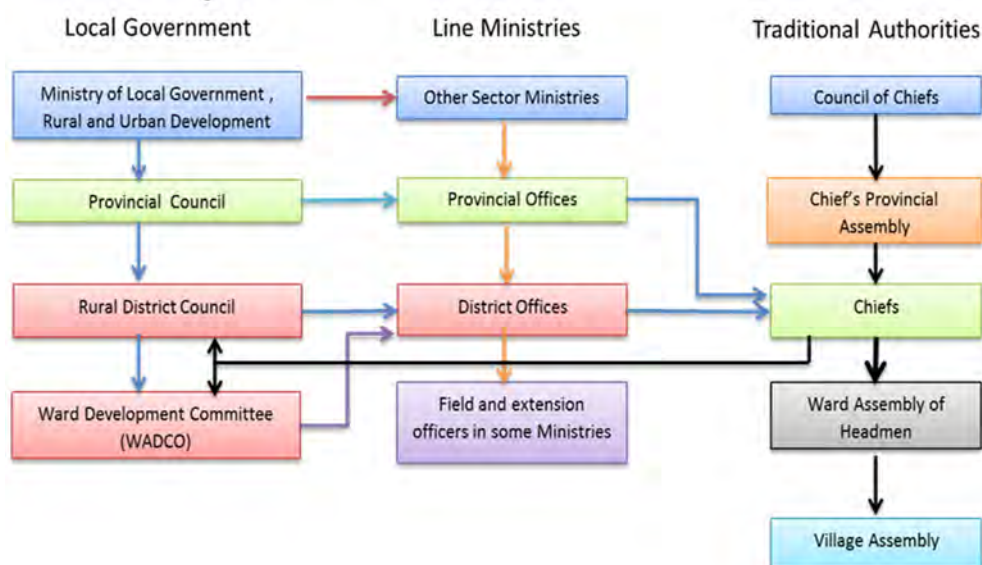 Local Government
Line Ministries
Traditional Authorities
Ministry of Local Government ,
Rural and Urban Development
Other Sector Ministries
Council of Chiefs
Provincial Council
Provincial Offices
Chief's Provincial
Assembly
Rural District Council
District Offices
Chiefs
Ward Development Committee
(WADCO)
Field and extension
officers in some Ministries
Ward Assembly of
Headmen
Village Assembly